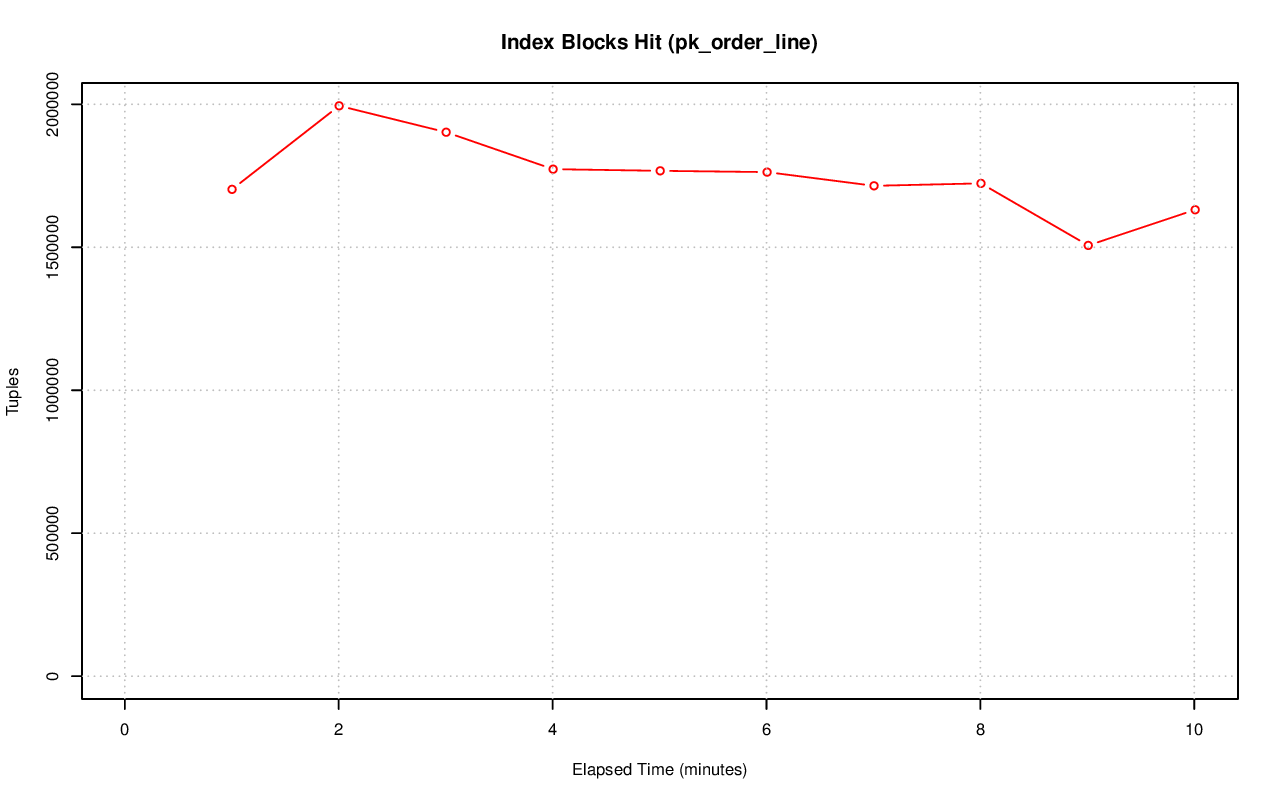 Index Blocks Hit (pk_order_line)
Tuples
2000000
1500000
1000000
500000
0
0 2 4 6 8 10
Elapsed Time (minutes)